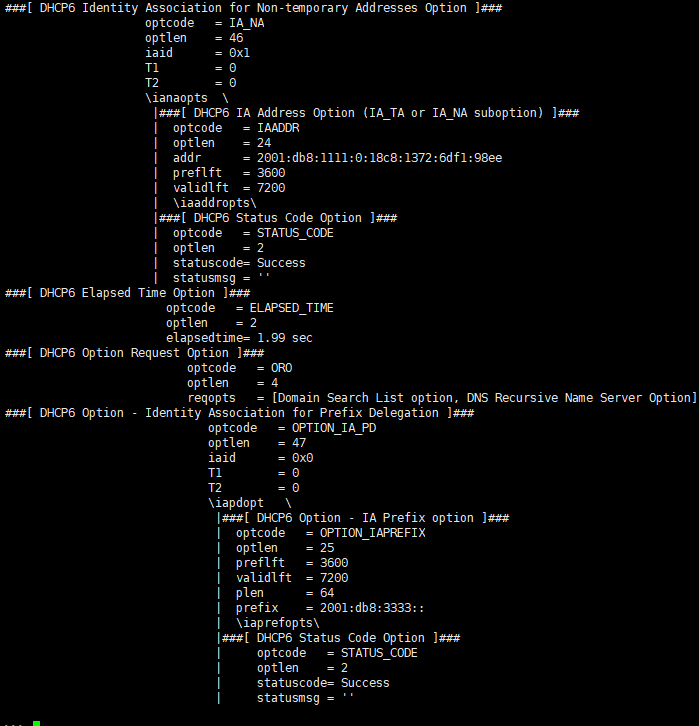 ###[ DHCP6 Identity Association for Non-temporary Addresses Option ]###
optcode   = IA_NA
optlen    = 46
iaid      = 0x1
T1        = 0
T2        = 0
\ianaopts  \
|###[ DHCP6 IA Address Option (IA_TA or IA_NA suboption) ]###
|  optcode   = IAADDR
|  optlen    = 24
|  addr      = 2001:db8:1111:0:18c8:1372:6df1:98ee
|  preflft   = 3600
|  validlft  = 7200
|  \iaaddropts\
|###[ DHCP6 Status Code Option ]###
|  optcode   = STATUS_CODE
|  optlen    = 2
|  statuscode= Success
|  statusmsg = ''
###[ DHCP6 Elapsed Time Option ]###
optcode   = ELAPSED_TIME
optlen    = 2
elapsedtime= 1.99 sec
###[ DHCP6 Option Request Option ]###
optcode   = ORO
optlen    = 4
reqopts   = [Domain Search List option, DNS Recursive Name Server Option]
###[ DHCP6 Option - Identity Association for Prefix Delegation ]###
optcode   = OPTION_IA_PD
optlen    = 47
iaid      = 0x0
T1        = 0
T2        = 0
\iapdopt   \
|###[ DHCP6 Option - IA Prefix option ]###
|  optcode   = OPTION_IAPREFIX
|  optlen    = 25
|  preflft   = 3600
|  validlft  = 7200
|  plen      = 64
|  prefix    = 2001:db8:3333::
|  \iaprefopts\
|###[ DHCP6 Status Code Option ]###
|     optcode   = STATUS_CODE
|     optlen    = 2
|     statuscode= Success
|     statusmsg = ''